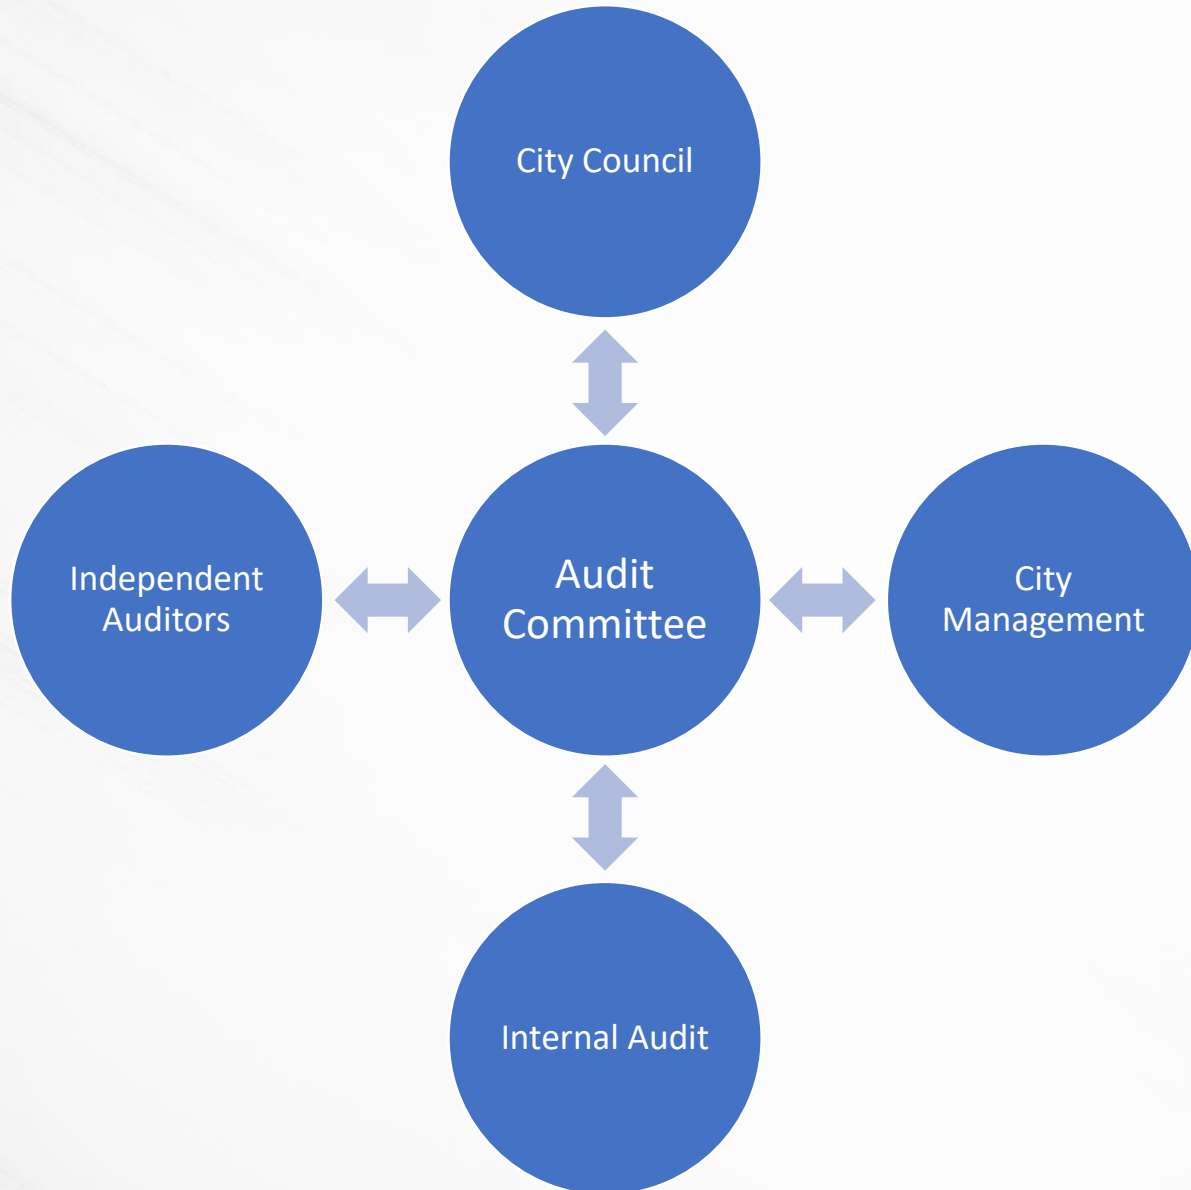 City Council
Independent
Auditors
Audit
Committee
City
Management
Internal Audit